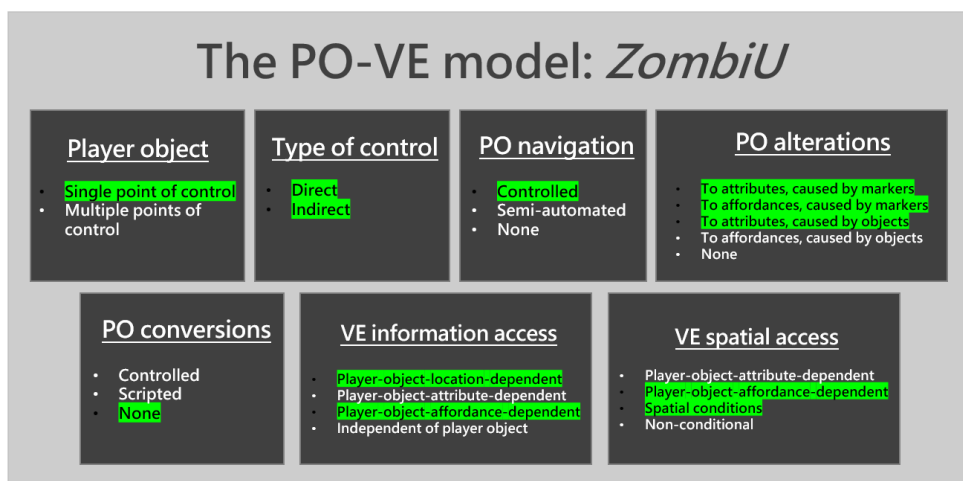 The PO-VE model: ZombiU
Player object
• Single point of control
• Multiple points of
control
Type of control
• Direct
• Indirect
PO navigation
• Controlled
• Semi-automated
• None
PO alterations
• To attributes, caused by markers
• To affordances, caused by markers
• To attributes, caused by objects
• To affordances, caused by objects
• None
PO conversions
• Controlled
• Scripted
• None
VE information access
• Player-object-location-dependent
• Player-object-attribute-dependent
• Player-object-affordance-dependent
• Independent of player object
VE spatial access
• Player-object-attribute-dependent
• Player-object-affordance-dependent
• Spatial conditions
• Non-conditional